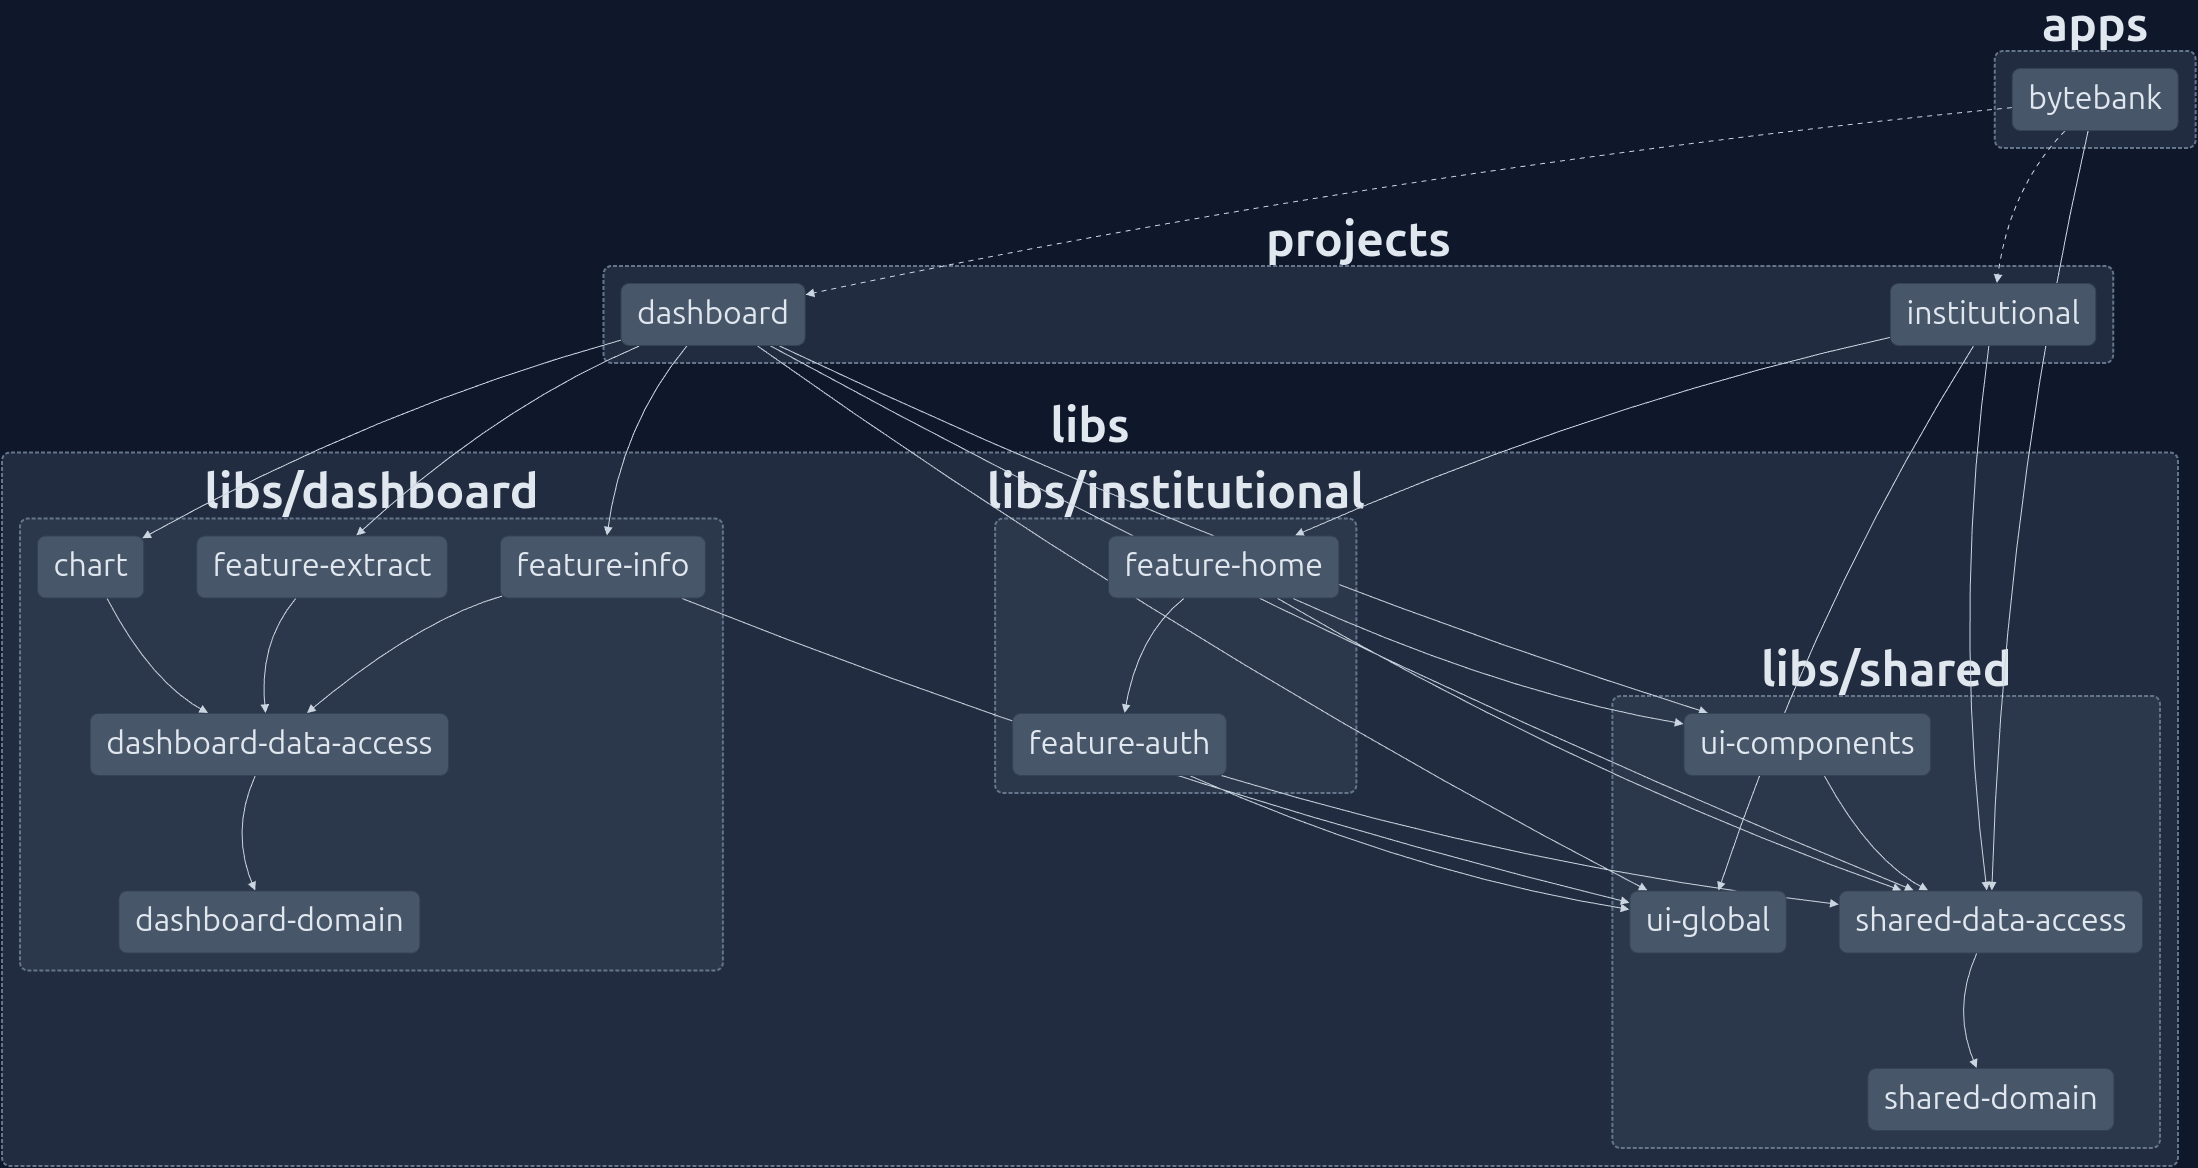 apps
bytebank
projects
dashboard
institutional
libs
libs/dashboard
libs/institutional
chart
feature-extract
feature-info
feature-home
libs/shared
dashboard-data-access
feature-auth
ui-components
dashboard-domain
ui-global
shared-data-access
shared-domain